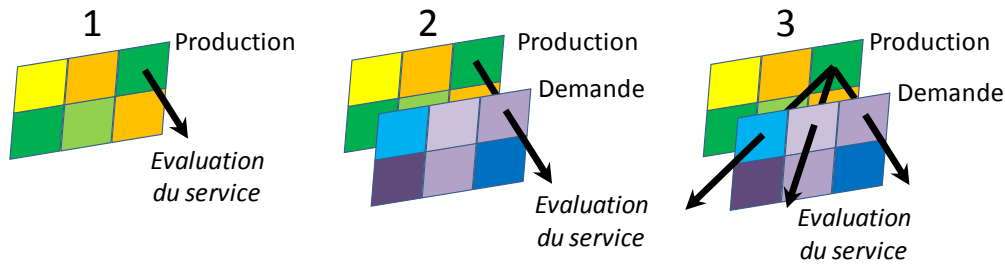 1
Production
Evaluation
du service
2
Production
Demande
Evaluation
du service
3
Production
Demande
Evaluation
du service